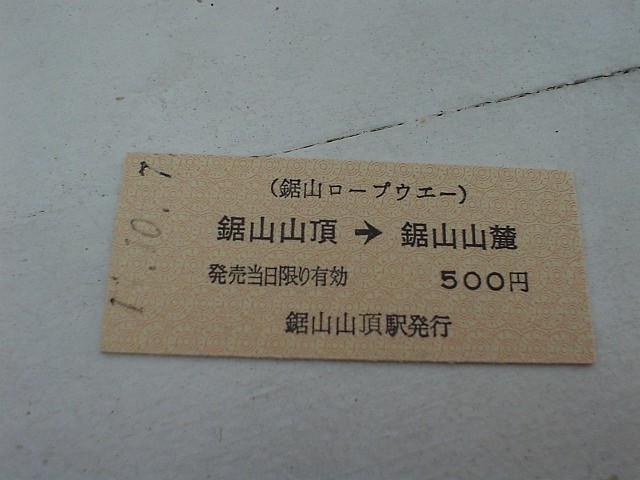 (鋸山ロープウエー)
鋸山山頂 → 鋸山山麓
発売当日限り有効 500円
鋸山山頂駅発行